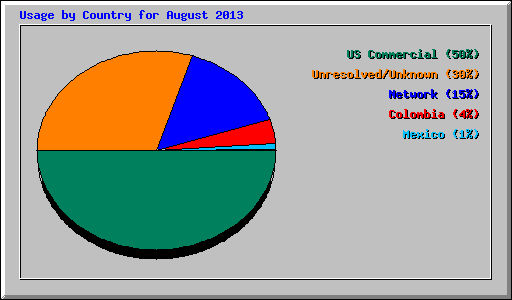 Usage by Country for August 2013
US Commercial (50%)
Unresolved/Unknown (30%)
Network (15%)
Colombia (4%)
Mexico (1%)